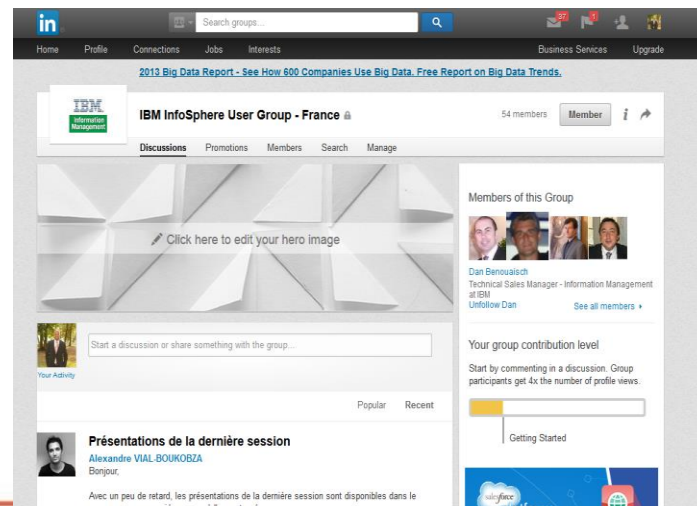 in
Search groups...
37
1
Home Profile Connections Jobs Interests Business Services Upgrade
2013 Big Data Report - See How 600 Companies Use Big Data. Free Report on Big Data Trends.
IBM
Information
Management
IBM InfoSphere User Group - France
54 members Member i
Discussions Promotions Members Search Manage
Click here to edit your hero image
Members of this Group
Dan Benouaisch
Technical Sales Manager - Information Management
at IBM
Unfollow Dan See all members
Start a discussion or share something with the group...
Your Activity
Your group contribution level
Start by commenting in a discussion. Group
participants get 4x the number of profile views.
Getting Started
Popular Recent
Présentations de la dernière session
Alexandre VIAL-BOUKOBZA
Bonjour,
Avec un peu de retard, les présentations de la dernière session sont disponibles dans le
salesforce